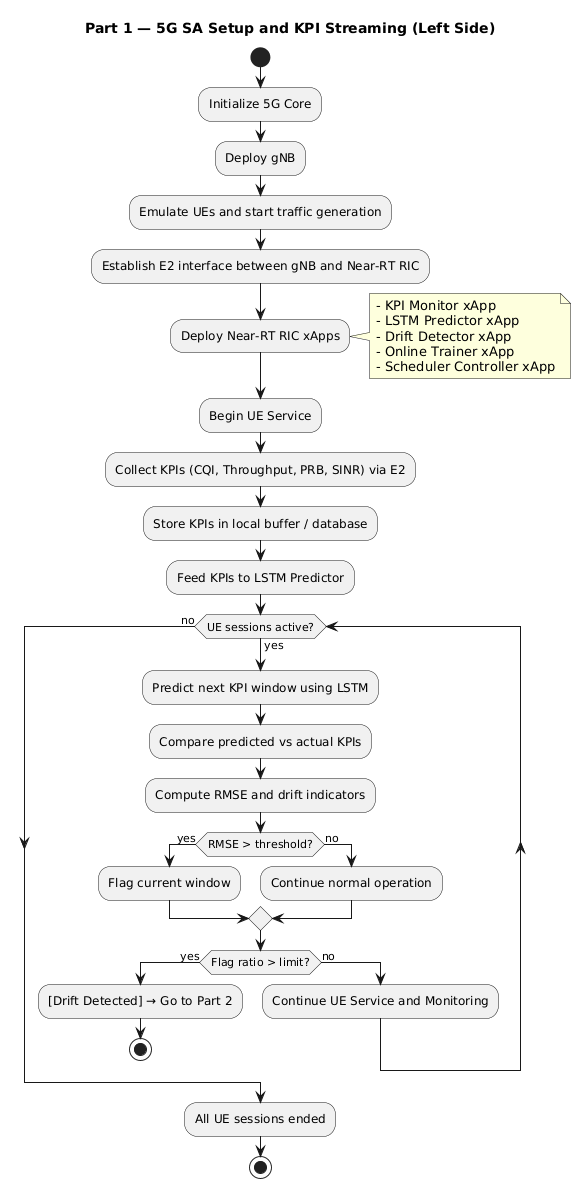 Part 1 — 5G SA Setup and KPI Streaming (Left Side)
Initialize 5G Core
Deploy gNB
Emulate UEs and start traffic generation
Establish E2 interface between gNB and Near-RT RIC
Deploy Near-RT RIC xApps
- KPI Monitor xApp
- LSTM Predictor xApp
- Drift Detector xApp
- Online Trainer xApp
- Scheduler Controller xApp
Begin UE Service
Collect KPIs (CQI, Throughput, PRB, SINR) via E2
Store KPIs in local buffer / database
Feed KPIs to LSTM Predictor
no
UE sessions active?
yes
Predict next KPI window using LSTM
Compare predicted vs actual KPIs
Compute RMSE and drift indicators
yes
RMSE > threshold?
no
Flag current window
Continue normal operation
yes
Flag ratio > limit?
no
[Drift Detected] → Go to Part 2
Continue UE Service and Monitoring
All UE sessions ended